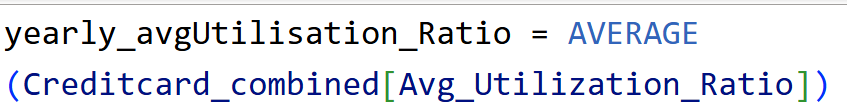 yearly_avgUtilisation_Ratio = AVERAGE
(Creditcard_combined[Avg_Utilization_Ratio])